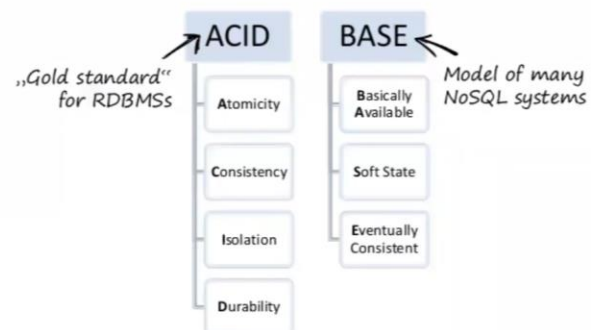 ACID
BASE
„Gold standard“
for RDBMSs
Model of many
NoSQL systems
Atomicity
Consistency
Isolation
Durability
Basically
Available
Soft State
Eventually
Consistent